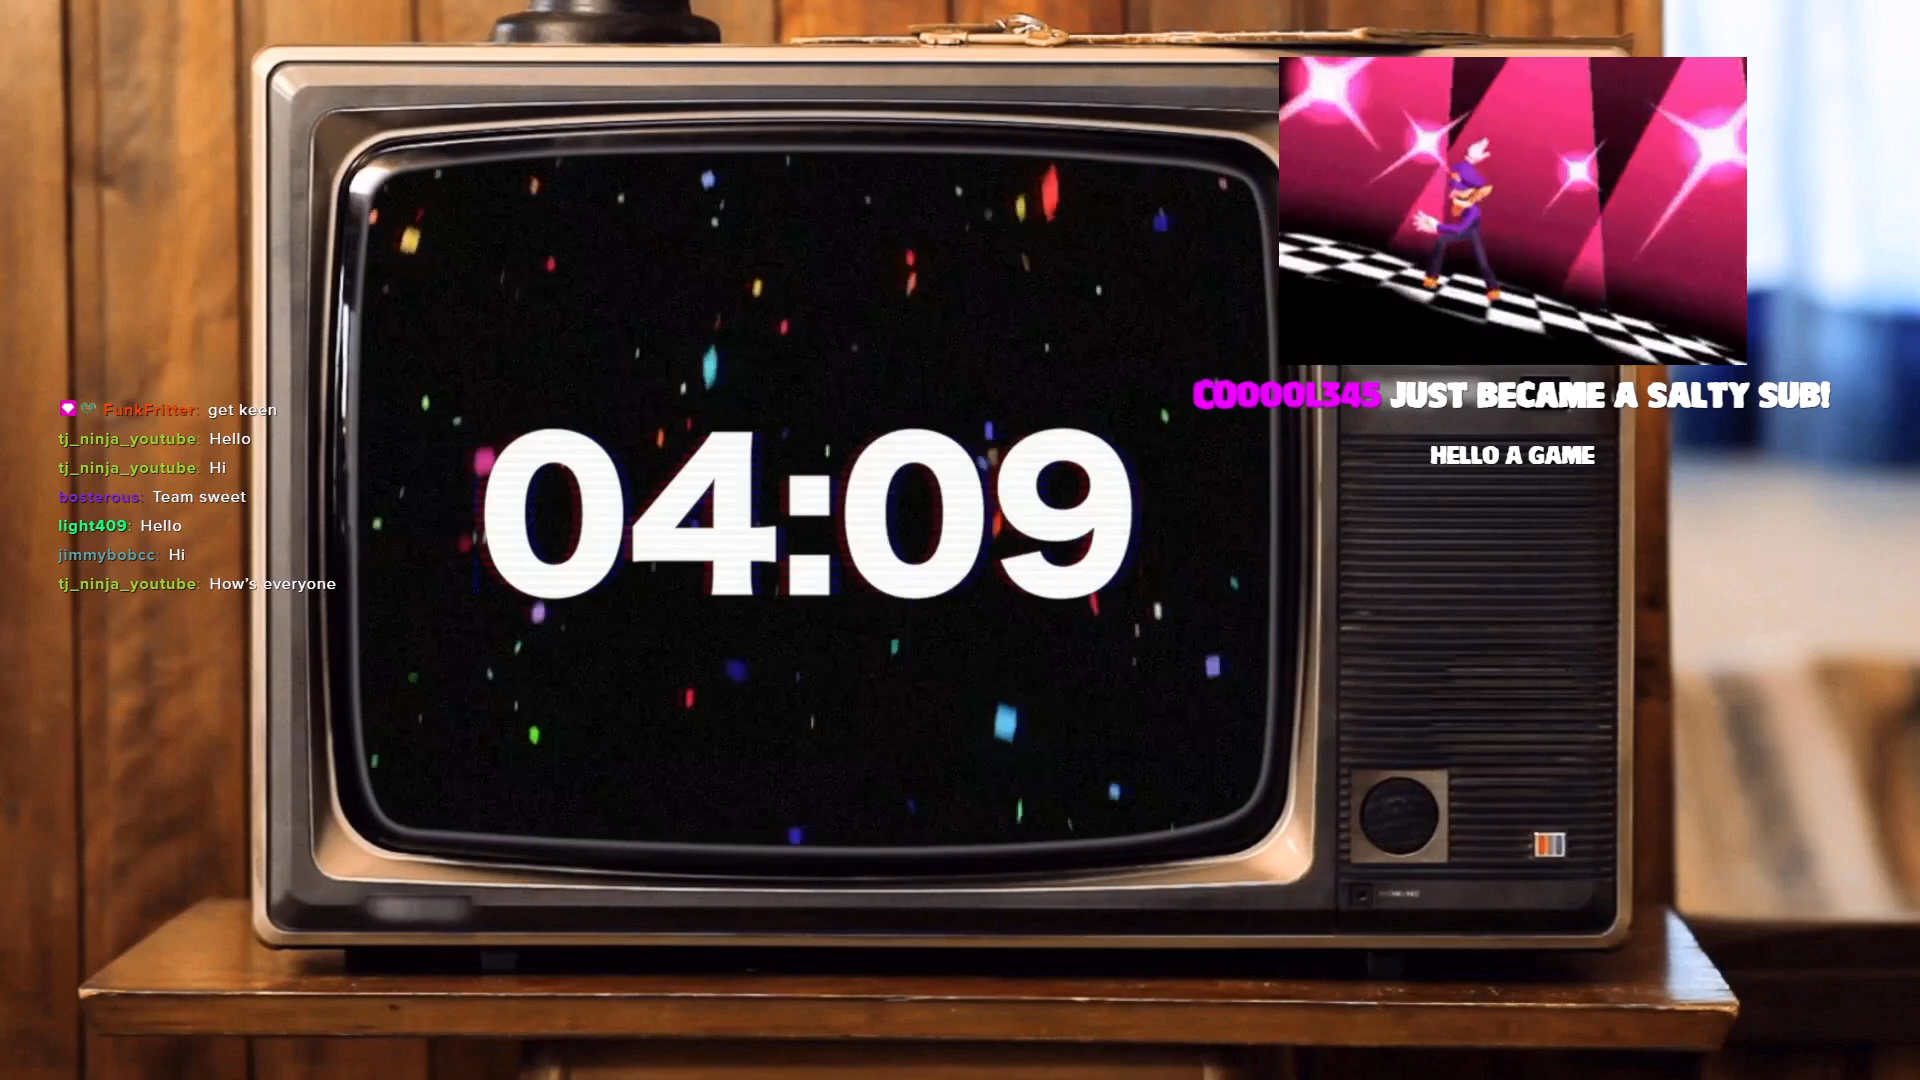 FunkFritter: get keen
tj_ninja_youtube: Hello
tj_ninja_youtube: Hi
bosterous: Team sweet
light409: Hello
jimmybobcc: Hi
tj_ninja_youtube: How's everyone
04:09
COOOOL345 JUST BECAME A SALTY SUB!
HELLO A GAME